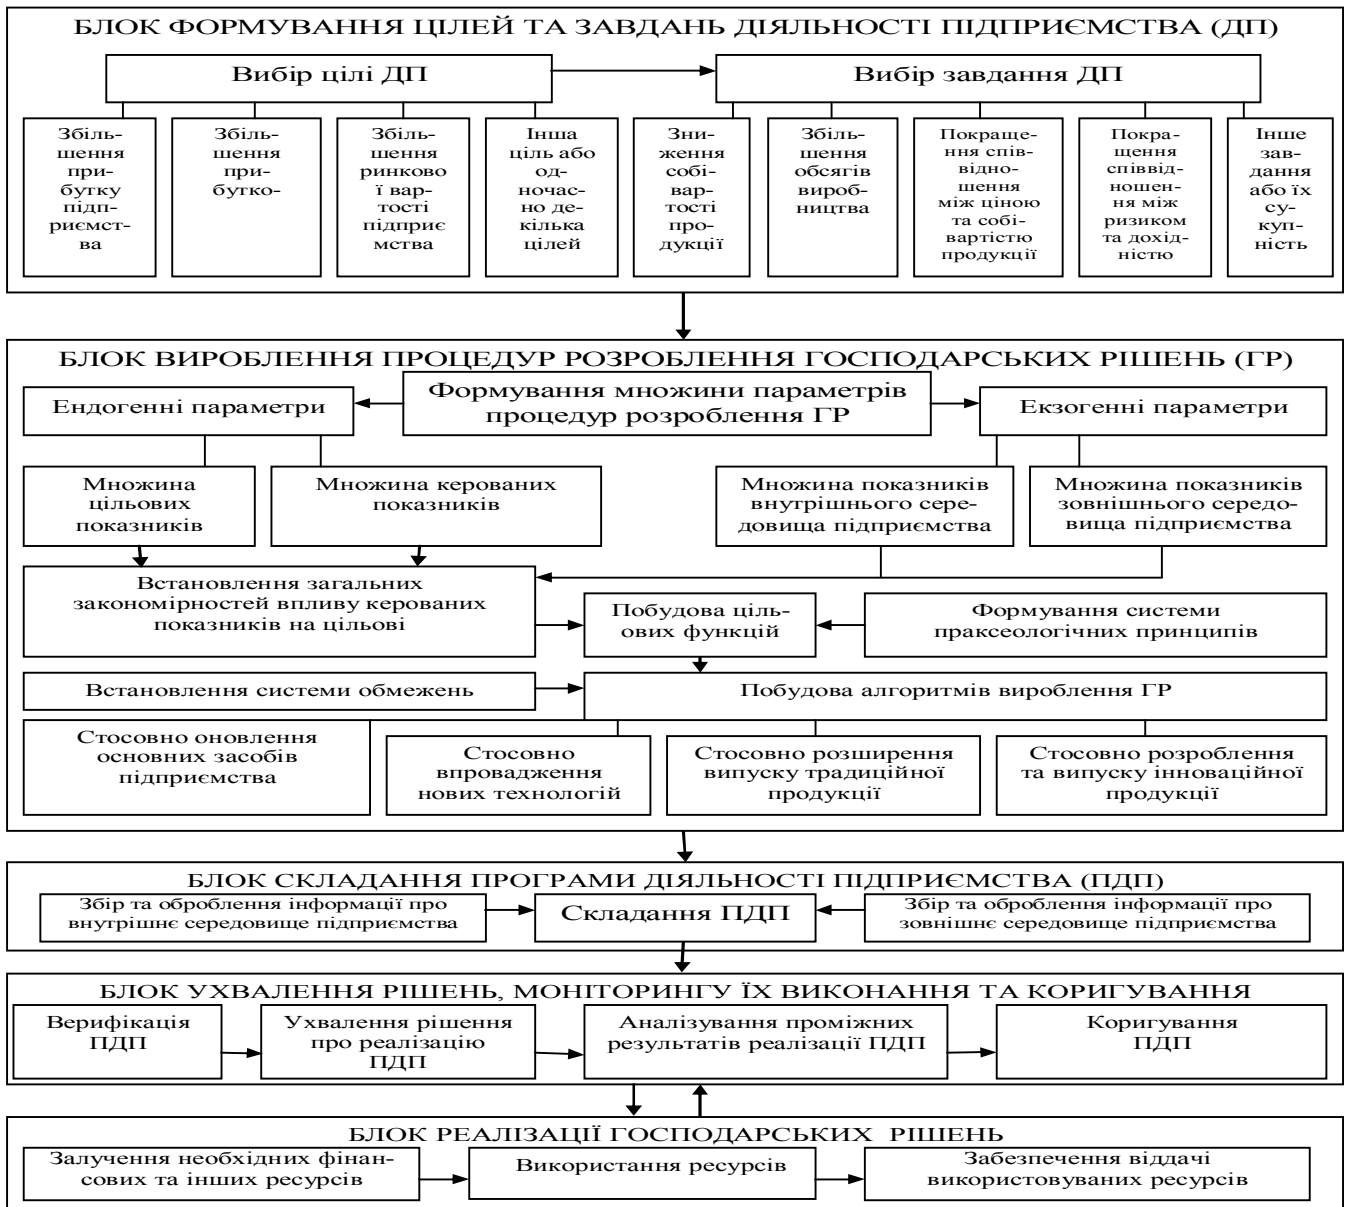 БЛОК ФОРМУВАННЯ ЦІЛЕЙ ТА ЗАВДАНЬ ДІЯЛЬНОСТІ ПІДПРИЄМСТВА (ДП)
Вибір цілі ДП
Вибір завдання ДП
Збіль-
шення
при-
бутку
підп-
риємст-
ва
Збіль-
шення
при-
бутко-
Збіль-
шення
ринково
ї вар-
тості
підприє
мства
Інша
ціль або
од-
ночас-
но де-
кілька
цілей
Зни-
ження
собі-
вар-
тості
про-
дукції
Збіль-
шення
обсягів
вироб-
ництва
Покраще-
ння спів-
відно-
шення
між ціною
та собі-
вартістю
продукції
Покра-
щення
співвід-
ношен-
ня між
ризиком
та дохід-
ністю
Інше
зав-
дання
або їх
су-
куп-
ність
БЛОК ВИРОБЛЕННЯ ПРОЦЕДУР РОЗРОБЛЕННЯ ГОСПОДАРСЬКИХ РІШЕНЬ (ГР)
Формування множини параметрів
процедур розроблення ГР
Ендогенні параметри
Екзогенні параметри
Множина
цільових
показників
Множина керованих
показників
Множина показників
внутрішнього сере-
довища підприємства
Множина показників
зовнішнього середо-
вища підприємства
Встановлення загальних
закономірностей впливу керованих
показників на цільові
Побудова ціль-
ових функцій
Формування системи
праксеологічних принципів
Встановлення системи обмежень
Побудова алгоритмів вироблення ГР
Стосовно оновлення
основних засобів
підприємства
Стосовно
впровадження
нових технологій
Стосовно розширення
випуску традиційної
продукції
Стосовно розроблення
та випуску інноваційної
продукції
БЛОК СКЛАДАННЯ ПРОГРАМИ ДІЯЛЬНОСТІ ПІДПРИЄМСТВА (ПДП)
Збір та оброблення інформації про
внутрішнє середовище підприємства
Складання ПДП
Збір та оброблення інформації про
зовнішнє середовище підприємства
БЛОК УХВАЛЕННЯ РІШЕНЬ, МОНІТОРИНГУ ЇХ ВИКОНАННЯ ТА КОРИГУВАННЯ
Верифікація
ПДП
Ухвалення рішення
про реалізацію
ПДП
Аналізування проміжних
результатів реалізації ПДП
Коригування
ПДП
БЛОК РЕАЛІЗАЦІЇ ГОСПОДАРСЬКИХ РІШЕНЬ
Залучення необхідних фінан-
сових та інших ресурсів
Використання ресурсів
Забезпечення віддачі
використовуваних ресурсів